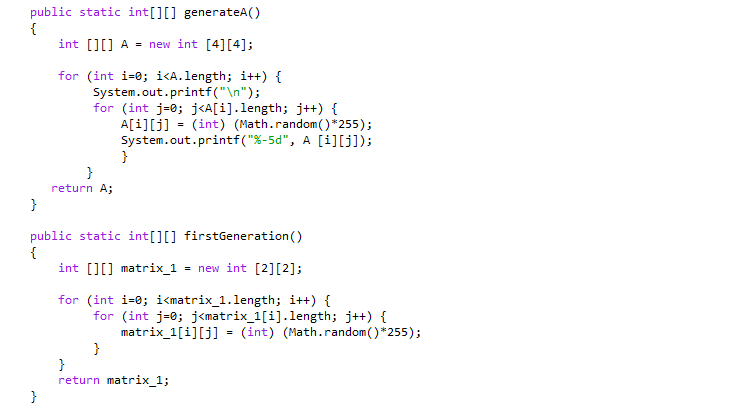 public static int[][] generateA()
{
int [][] A = new int [4][4];
for (int i=0; i<A.length; i++) {
System.out.printf("\n");
for (int j=0; j<A[i].length; j++) {
A[i][j] = (int) (Math.random()*255);
System.out.printf("%-5d", A [i][j]);
}
}
return A;
}
public static int[][] firstGeneration()
{
int [][] matrix_1 = new int [2][2];
for (int i=0; i<matrix_1.length; i++) {
for (int j=0; j<matrix_1[i].length; j++) {
matrix_1[i][j] = (int) (Math.random()*255);
}
}
return matrix_1;
}